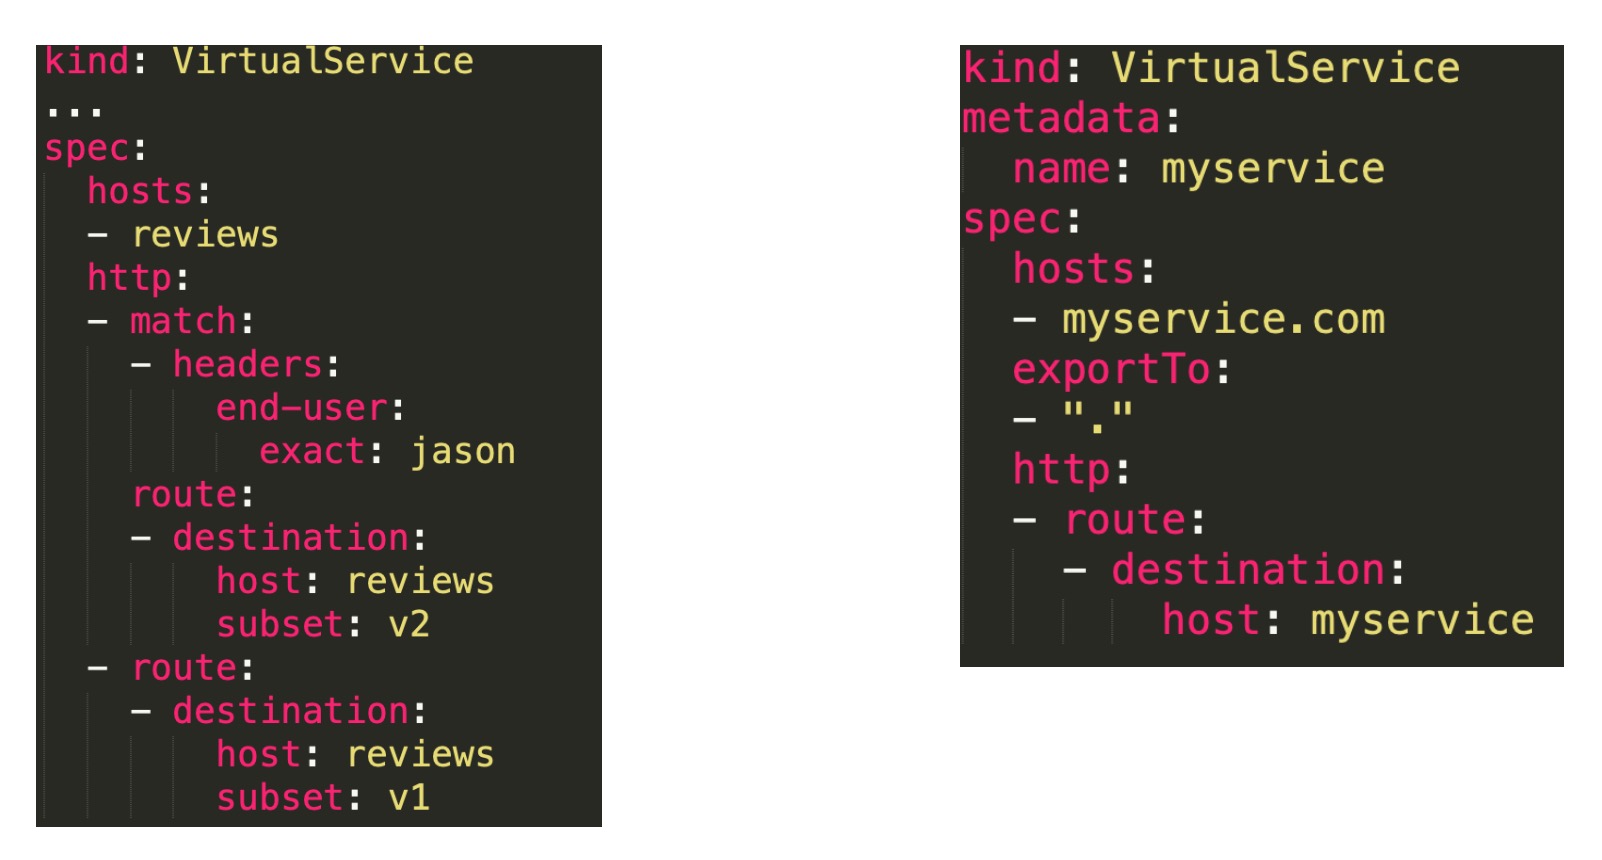 kind: VirtualService
...
spec:
  hosts:
  - reviews
  http:
  - match:
    - headers:
        end-user:
          exact: jason
    route:
    - destination:
        host: reviews
        subset: v2
  - route:
    - destination:
        host: reviews
        subset: v1
kind: VirtualService
metadata:
  name: myservice
spec:
  hosts:
  - myservice.com
  exportTo:
  - "."
  http:
  - route:
    - destination:
        host: myservice